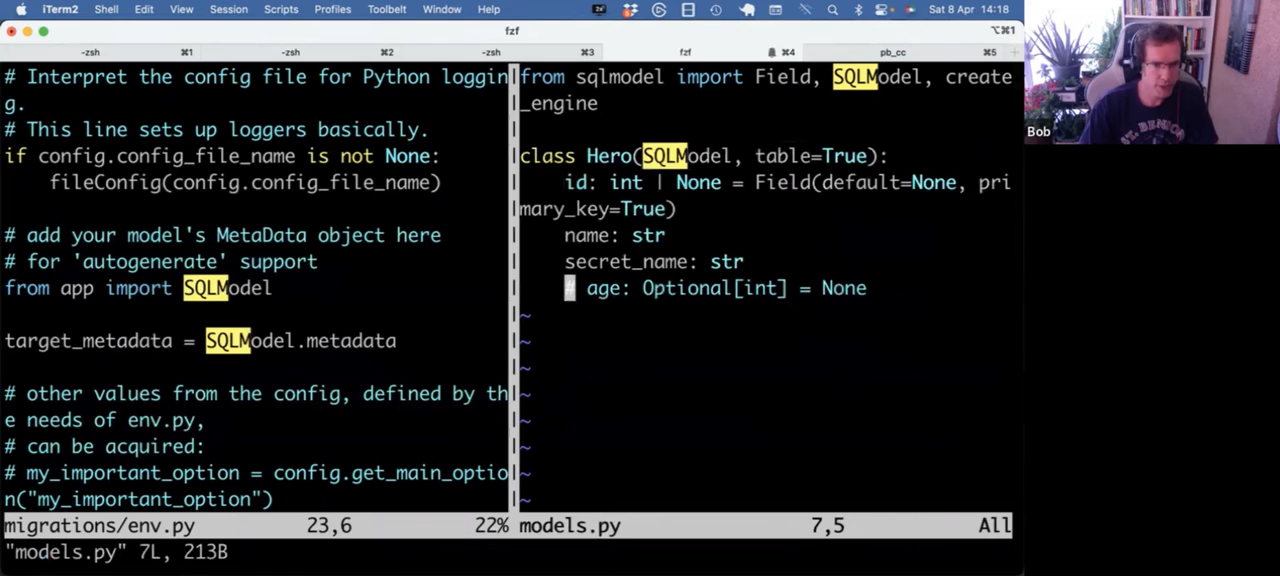 iTerm2 Shell Edit View Session Scripts Profiles Toolbelt Window Help Sat 8 Apr 14:18
fzf ⌥⌘1
-zsh ⌘1 -zsh ⌘2 -zsh ⌘3 fzf ⌘4 pb_cc ⌘5
# Interpret the config file for Python loggin
g.
# This line sets up loggers basically.
if config.config_file_name is not None:
    fileConfig(config.config_file_name)
# add your model's MetaData object here
# for 'autogenerate' support
from app import SQLModel
target_metadata = SQLModel.metadata
# other values from the config, defined by th
e needs of env.py,
# can be acquired:
# my_important_option = config.get_main_optio
n("my_important_option")
migrations/env.py 23,6 22%
from sqlmodel import Field, SQLModel, create
_engine
class Hero(SQLModel, table=True):
    id: int | None = Field(default=None, pri
mary_key=True)
    name: str
    secret_name: str
    # age: Optional[int] = None
~
~
~
~
~
~
~
~
models.py 7,5 All
"models.py" 7L, 213B
Bob